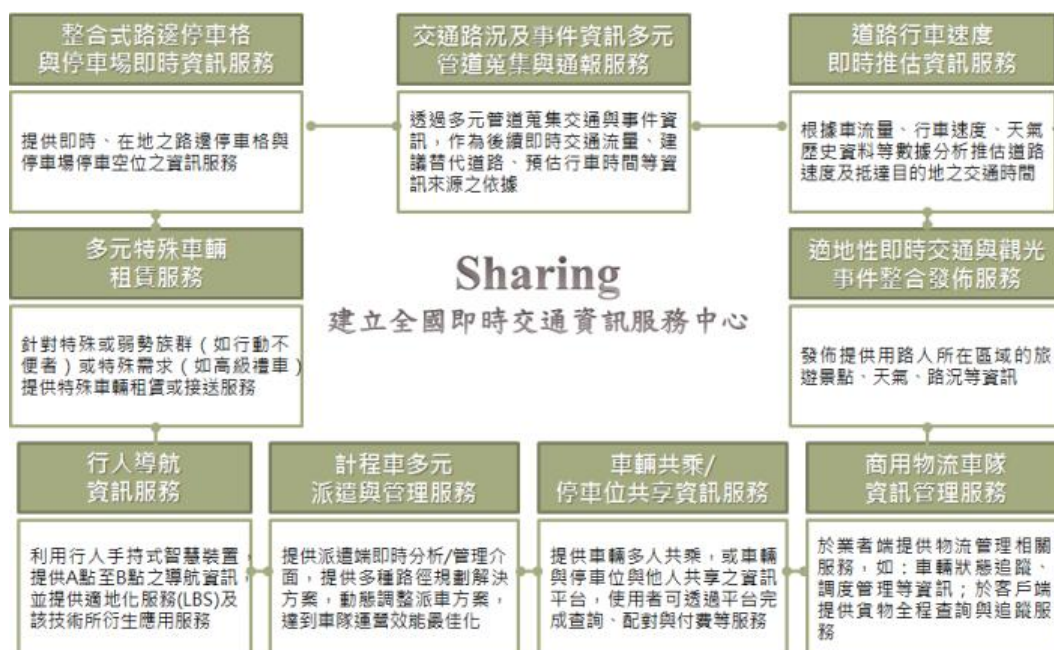 整合式路邊停車格
與停車場即時資訊服務
提供即時、在地之路邊停車格與
停車場停車空位之資訊服務
交通路況及事件資訊多元
管道蒐集與通報服務
透過多元管道蒐集交通與事件資
訊，作為後續即時交通流量、建
議替代道路、預估行車時間等資
訊來源之依據
道路行車速度
即時推估資訊服務
根據車流量、行車速度、天氣
歷史資料等數據分析推估道路
速度及抵達目的地之交通時間
多元特殊車輛
租賃服務
針對特殊或弱勢族群（如行動不
便者）或特殊需求（如高級禮車）
提供特殊車輛租賃或接送服務
Sharing
建立全國即時交通資訊服務中心
適地性即時交通與觀光
事件整合發佈服務
發佈提供用路人所在區域的旅
遊景點、天氣、路況等資訊
行人導航
資訊服務
利用行人手持式智慧裝置，
提供A點至B點之導航資訊，
並提供適地化服務(LBS)及
該技術所衍生應用服務
計程車多元
派遣與管理服務
提供派遣端即時分析/管理介
面，提供多種路徑規劃解決
方案，動態調整派車方案，
達到車隊運營效能最佳化
車輛共乘/
停車位共享資訊服務
提供車輛多人共乘，或車輛
與停車位與他人共享之資訊
平台，使用者可透過平台完
成查詢、配對與付費等服務
商用物流車隊
資訊管理服務
於業者端提供物流管理相關
服務，如：車輛狀態追蹤、
調度管理等資訊；於客戶端
提供貨物全程查詢與追蹤服
務